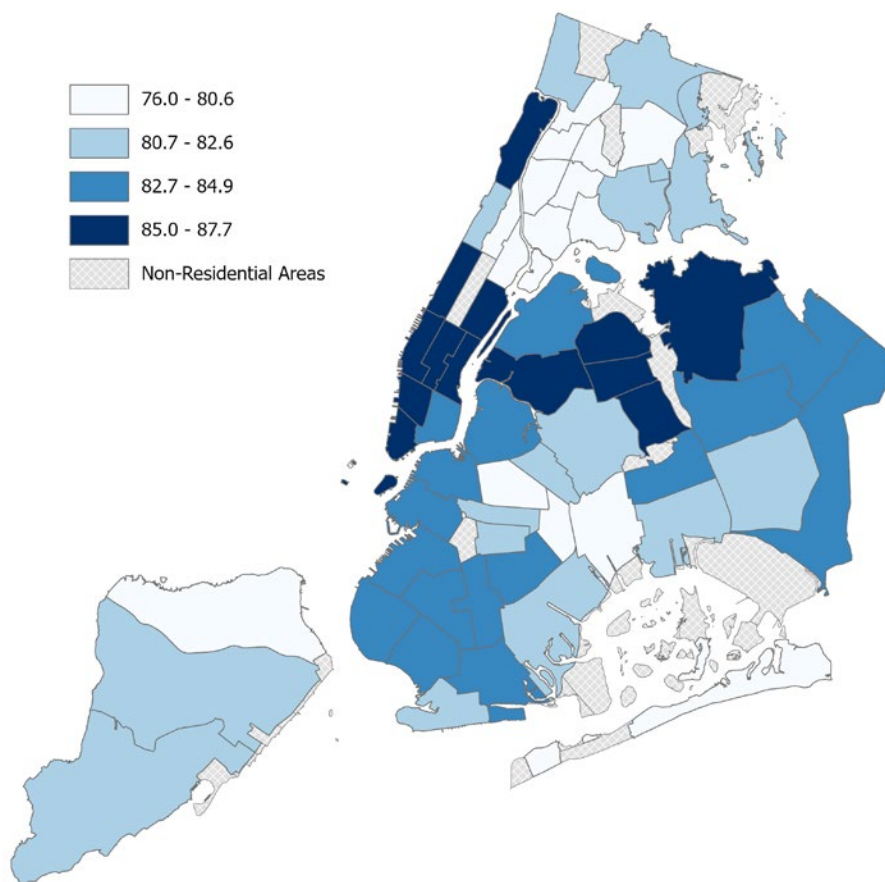 76.0 - 80.6
80.7 - 82.6
82.7 - 84.9
85.0 - 87.7
Non-Residential Areas